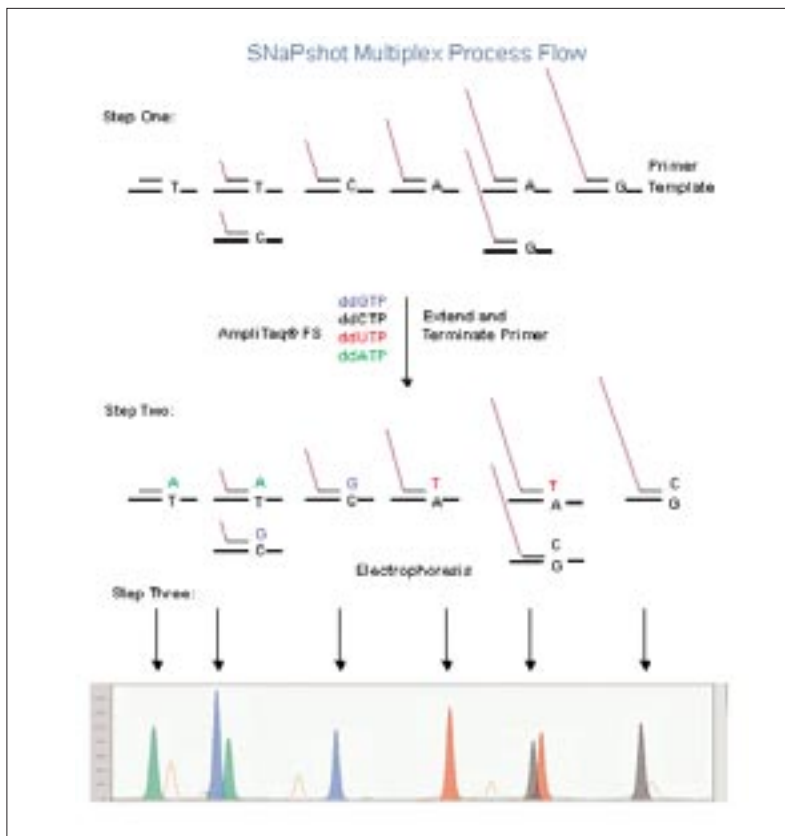 SNaPshot Multiplex Process Flow
Step One:
T T C A A G
Primer
Template
C G
ddGTP
ddCTP
ddUTP
ddATP
AmpliTaq® FS
Extend and
Terminate Primer
Step Two:
A A G T T C
T T C A A G
G C
C G
Electrophoresis
Step Three: